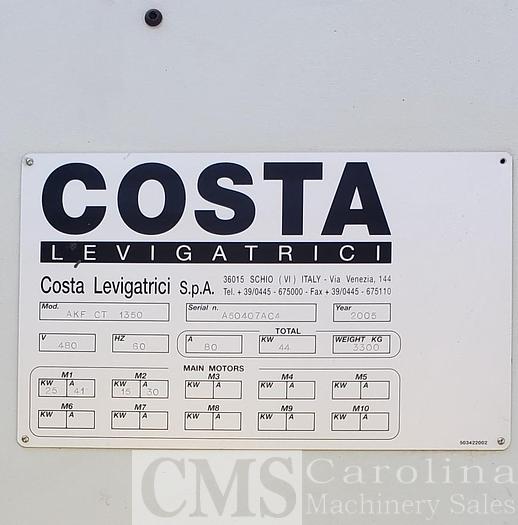 COSTA
LEVIGATRICI
Costa Levigatrici S.p.A. 36015 SCHIO (VI) ITALY - Via Venezia, 144
Tel. + 39/0445 - 675000 - Fax + 39/0445 - 675110
Mod. Serial n. Year
AKF CT 1350 A50407AC4 2005
TOTAL
V HZ A KW WEIGHT KG
480 60 80 44 3300
MAIN MOTORS
M1 M2 M3 M4 M5
KW A KW A KW A KW A KW A
25 41 15 30
M6 M7 M8 M9 M10
KW A KW A KW A KW A KW A
503422002
CMS Carolina
Machinery Sales